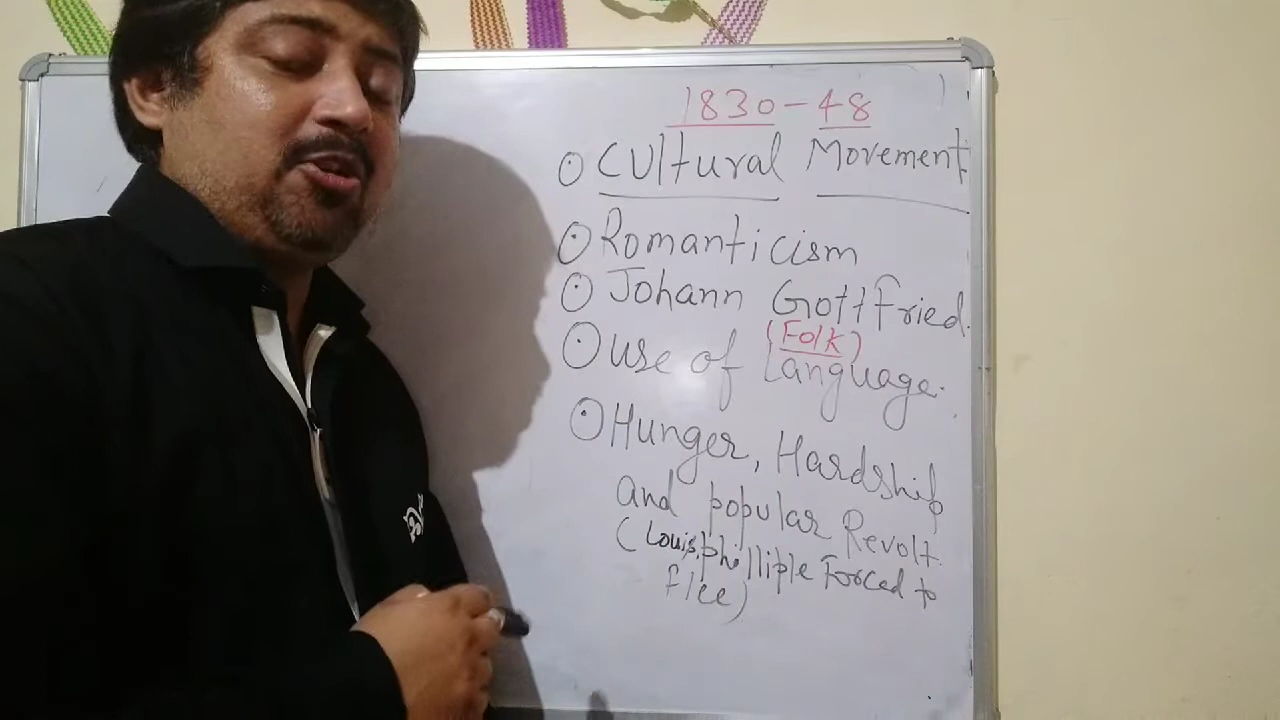 1830-48
Cultural Movement
Romanticism
Johann Gottfried.
(Folk)
use of Language.
Hunger, Hardship
and popular Revolt.
(Louis philliple Forced to
flee)